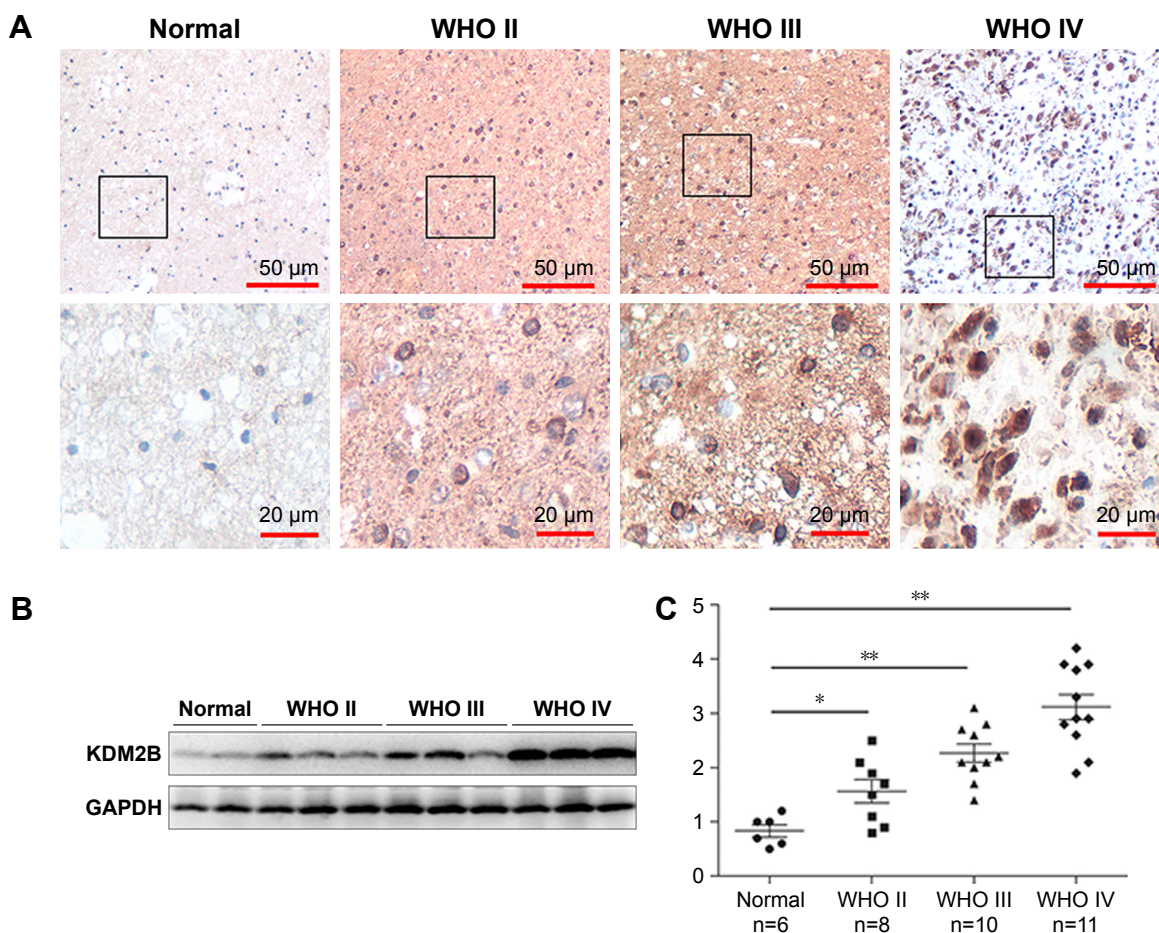 A
Normal
WHO II
WHO III
WHO IV
50 µm
50 µm
50 µm
50 µm
20 µm
20 µm
20 µm
20 µm
B
Normal
WHO II
WHO III
WHO IV
KDM2B
GAPDH
C
**
**
*
5
4
3
2
1
0
Normal
n=6
WHO II
n=8
WHO III
n=10
WHO IV
n=11